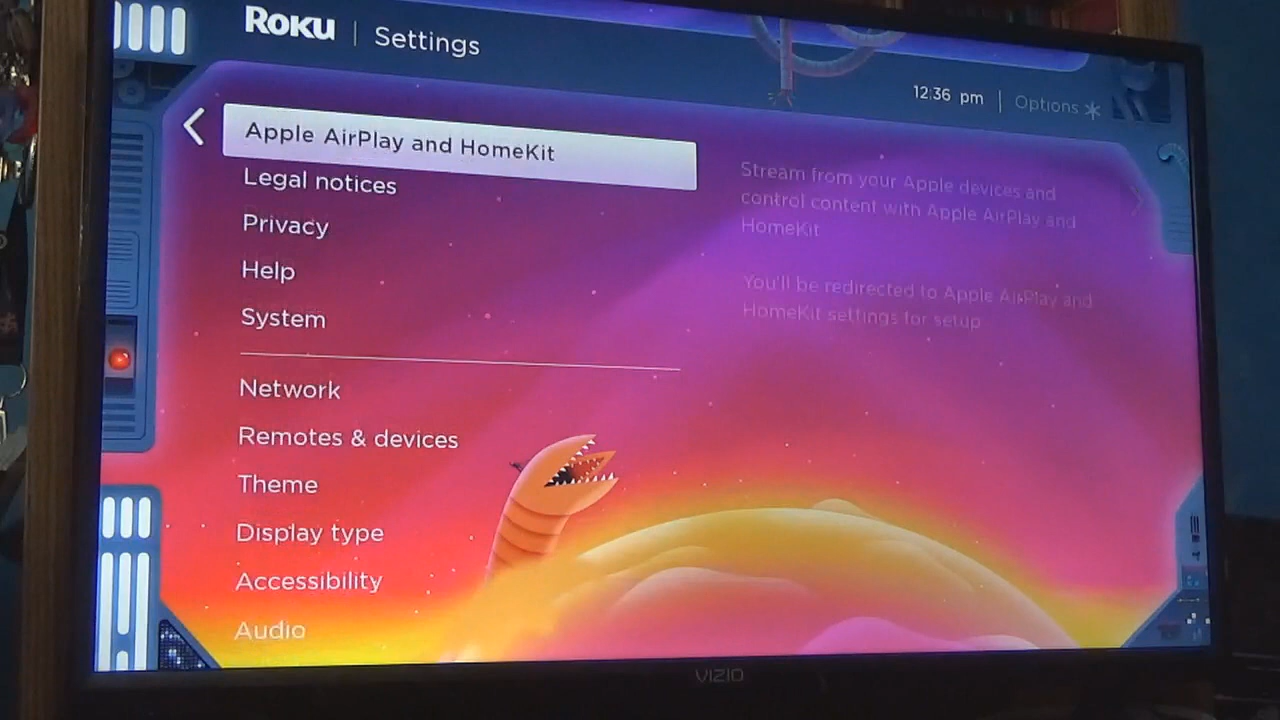 Roku | Settings
12:36 pm | Options
Apple AirPlay and HomeKit
Legal notices
Privacy
Help
System
Network
Remotes & devices
Theme
Display type
Accessibility
Audio
Stream from your Apple devices and
control content with Apple AirPlay and
HomeKit
You'll be redirected to Apple AirPlay and
HomeKit settings for setup
VIZIO